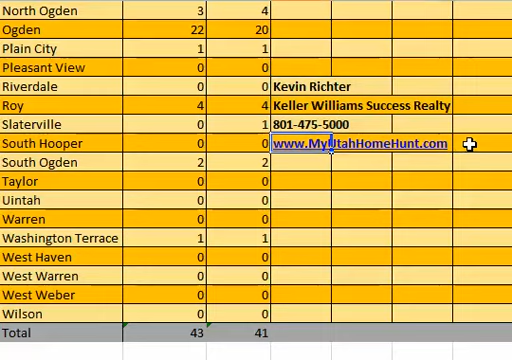 North Ogden 3 4
Ogden 22 20
Plain City 1 1
Pleasant View 0 0
Riverdale 0 0 Kevin Richter
Roy 4 4 Keller Williams Success Realty
Slaterville 0 1 801-475-5000
South Hooper 0 0 www.MyUtahHomeHunt.com
South Ogden 2 2
Taylor 0 0
Uintah 0 0
Warren 0 0
Washington Terrace 1 1
West Haven 0 0
West Warren 0 0
West Weber 0 0
Wilson 0 0
Total 43 41